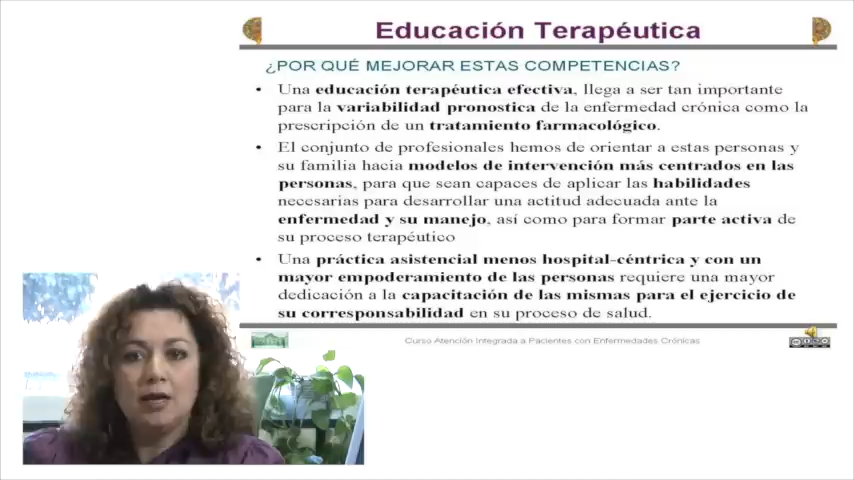 Educación Terapéutica
¿POR QUÉ MEJORAR ESTAS COMPETENCIAS?
• Una educación terapéutica efectiva, llega a ser tan importante
para la variabilidad pronostica de la enfermedad crónica como la
prescripción de un tratamiento farmacológico.
• El conjunto de profesionales hemos de orientar a estas personas y
su familia hacia modelos de intervención más centrados en las
personas, para que sean capaces de aplicar las habilidades
necesarias para desarrollar una actitud adecuada ante la
enfermedad y su manejo, así como para formar parte activa de
su proceso terapéutico
• Una práctica asistencial menos hospital-céntrica y con un
mayor empoderamiento de las personas requiere una mayor
dedicación a la capacitación de las mismas para el ejercicio de
su corresponsabilidad en su proceso de salud.
Curso Atención Integrada a Pacientes con Enfermedades Crónicas